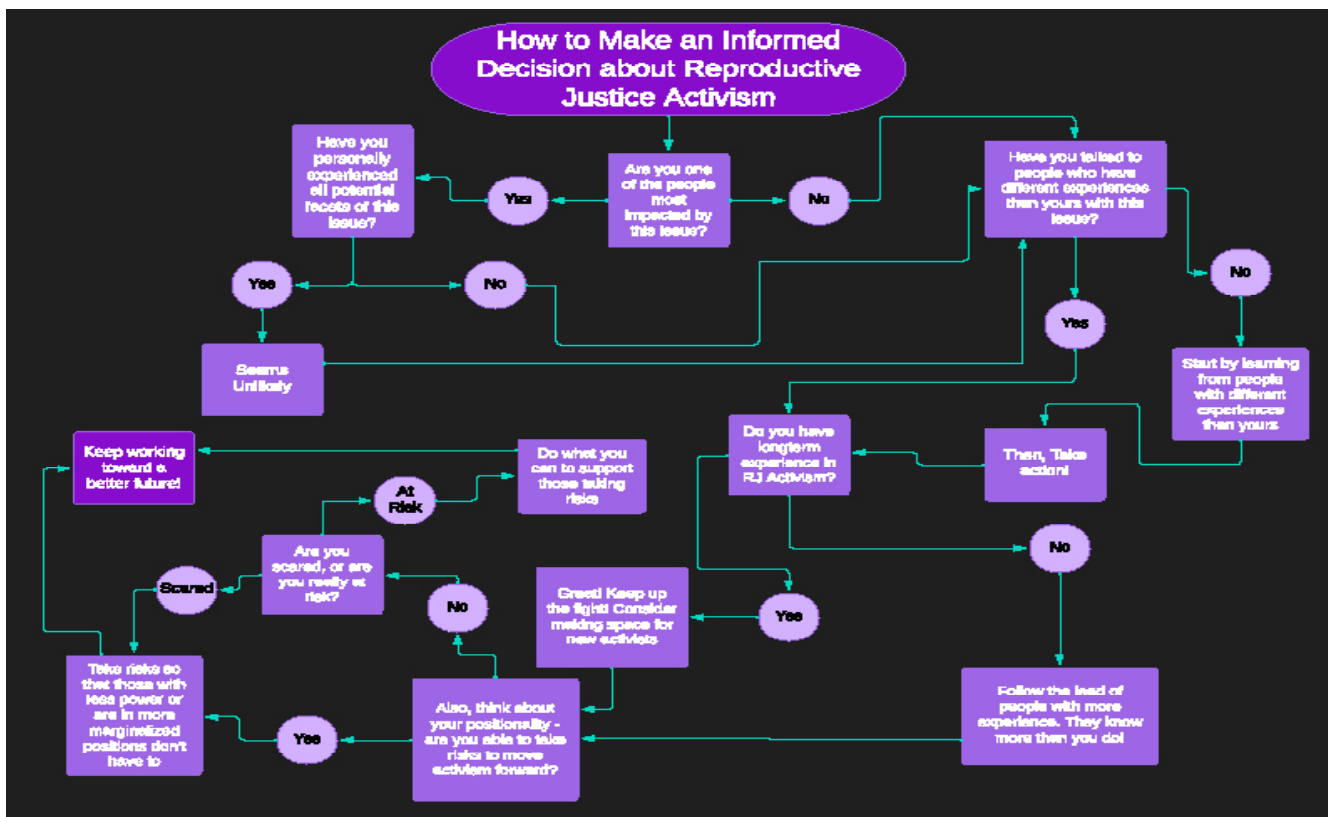 How to Make an Informed
Decision about Reproductive
Justice Activism
Have you
personally
experienced
all potential
facets of this
issue?
Yes
Are you one
of the people
most
impacted by
this issue?
No
Have you talked to
people who have
different experiences
than yours with this
issue?
Yes
No
Yes
No
Seems
Unlikely
Start by learning
from people
with different
experiences
than yours
Then, Take
action!
Do you have
longterm
experience in
RJ Activism?
Keep working
toward a
better future!
Do what you
can to support
those taking
risks
At
Risk
Are you
scared, or are
you really at
risk?
Scared
No
No
Great! Keep up
the fight! Consider
making space for
new activists
Yes
Take risks so
that those with
less power or
are in more
marginalized
positions don't
have to
Yes
Also, think about
your positionality -
are you able to take
risks to move
activism forward?
Follow the lead of
people with more
experience. They know
more than you do!